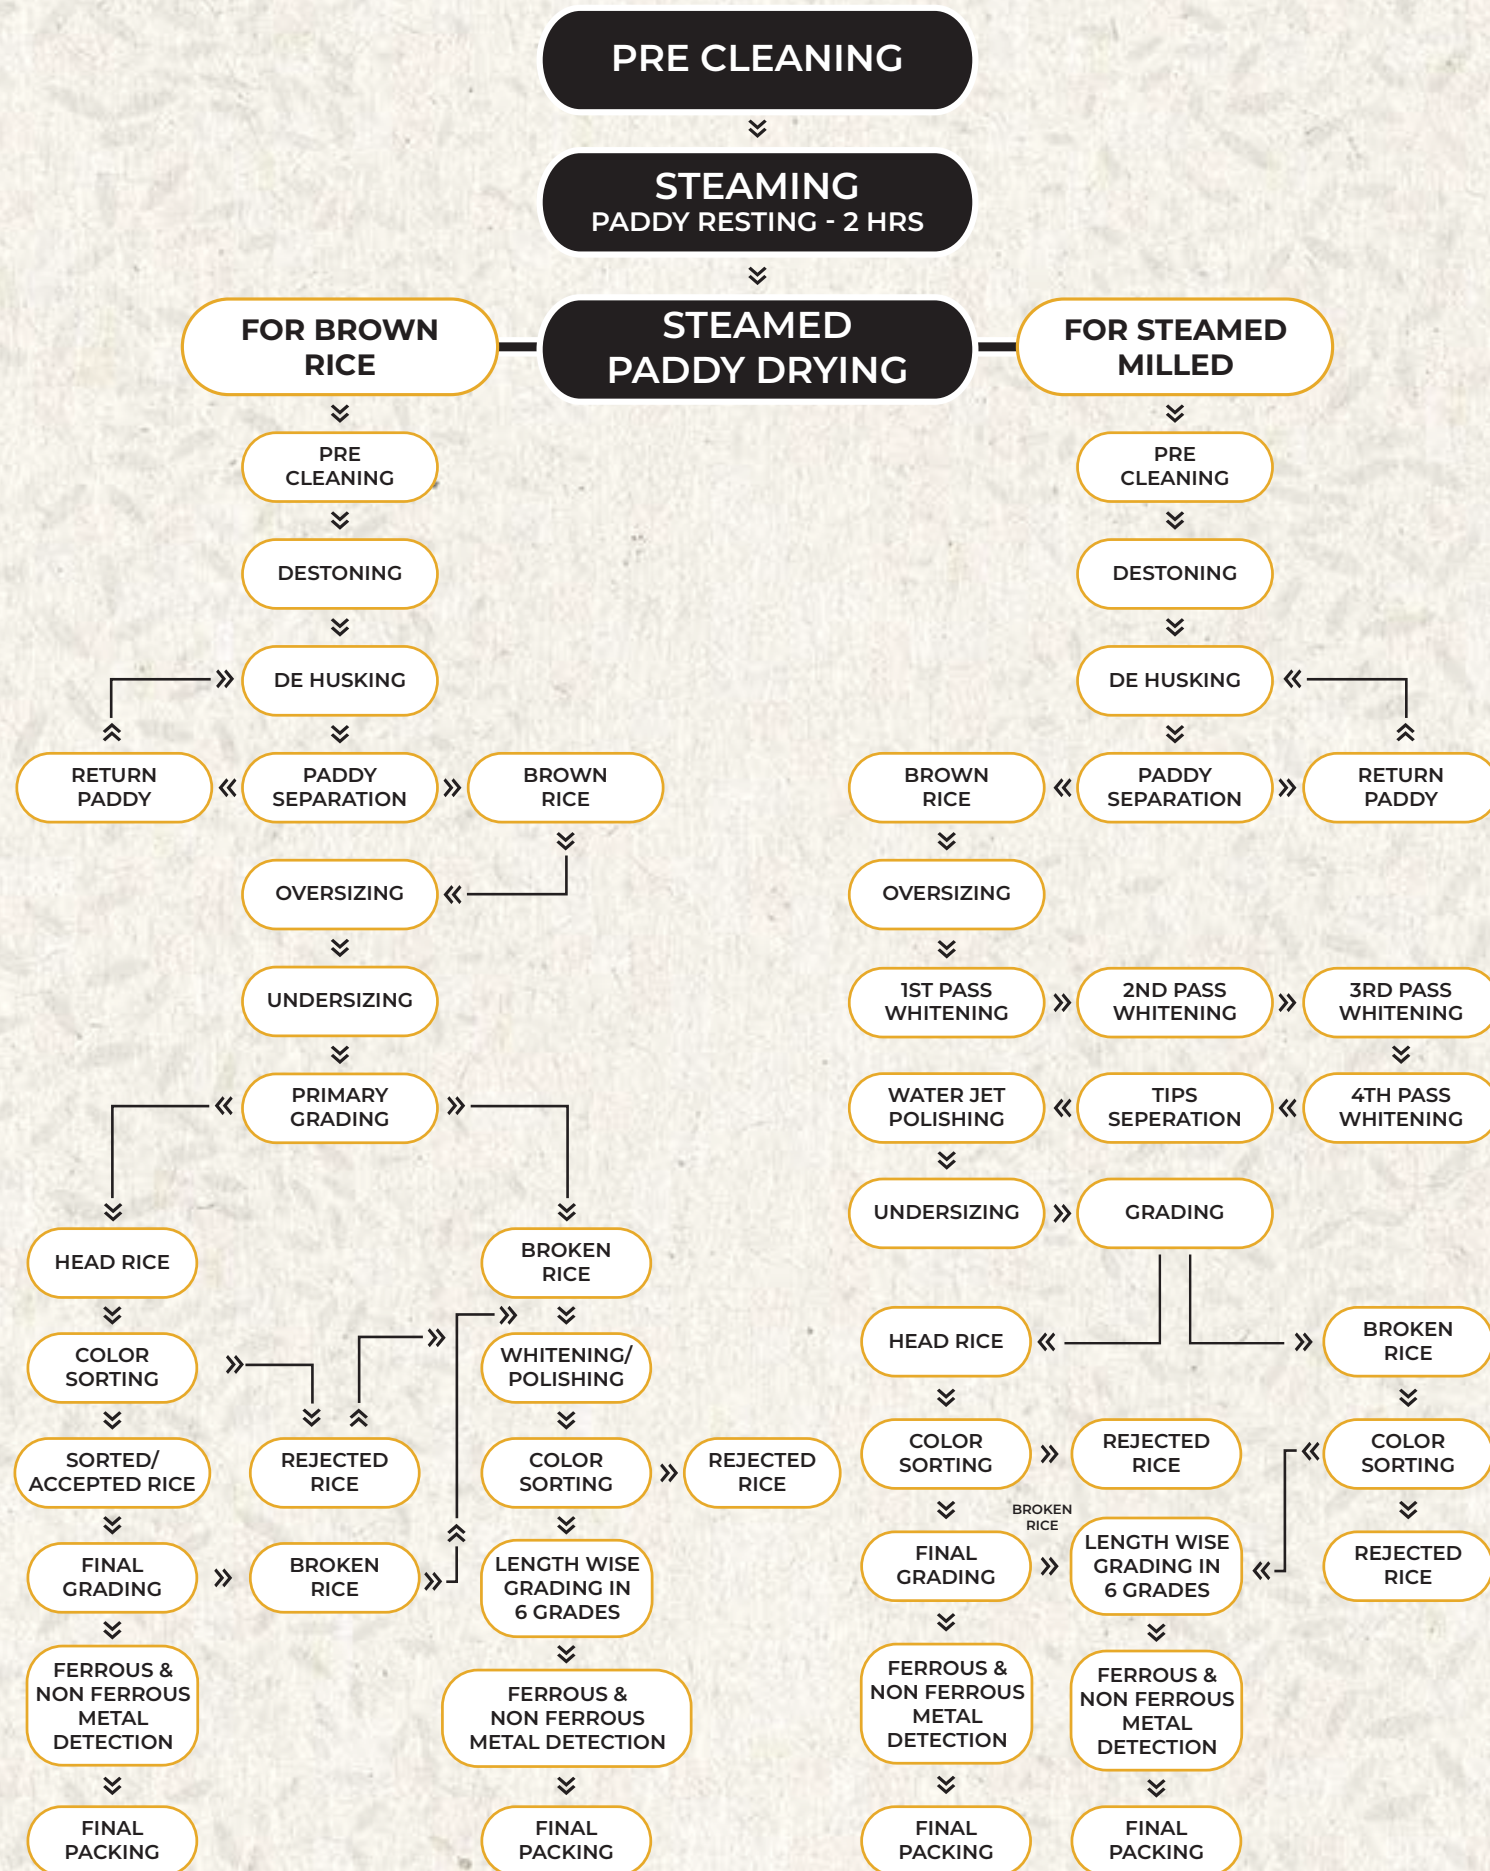 PRE CLEANING
STEAMING
PADDY RESTING - 2 HRS
STEAMED
PADDY DRYING
FOR BROWN
RICE
PRE
CLEANING
DESTONING
DE HUSKING
RETURN
PADDY
PADDY
SEPARATION
BROWN
RICE
OVERSIZING
UNDERSIZING
PRIMARY
GRADING
HEAD RICE
COLOR
SORTING
SORTED/
ACCEPTED RICE
FINAL
GRADING
FERROUS &
NON FERROUS
METAL
DETECTION
FINAL
PACKING
REJECTED
RICE
BROKEN
RICE
BROKEN
RICE
WHITENING/
POLISHING
COLOR
SORTING
REJECTED
RICE
LENGTH WISE
GRADING IN
6 GRADES
FERROUS &
NON FERROUS
METAL DETECTION
FINAL
PACKING
FOR STEAMED
MILLED
PRE
CLEANING
DESTONING
DE HUSKING
BROWN
RICE
PADDY
SEPARATION
RETURN
PADDY
OVERSIZING
1ST PASS
WHITENING
2ND PASS
WHITENING
3RD PASS
WHITENING
WATER JET
POLISHING
TIPS
SEPERATION
4TH PASS
WHITENING
UNDERSIZING
GRADING
HEAD RICE
COLOR
SORTING
REJECTED
RICE
FINAL
GRADING
BROKEN
RICE
LENGTH WISE
GRADING IN
6 GRADES
FERROUS &
NON FERROUS
METAL
DETECTION
FINAL
PACKING
FERROUS &
NON FERROUS
METAL
DETECTION
FINAL
PACKING
BROKEN
RICE
COLOR
SORTING
REJECTED
RICE